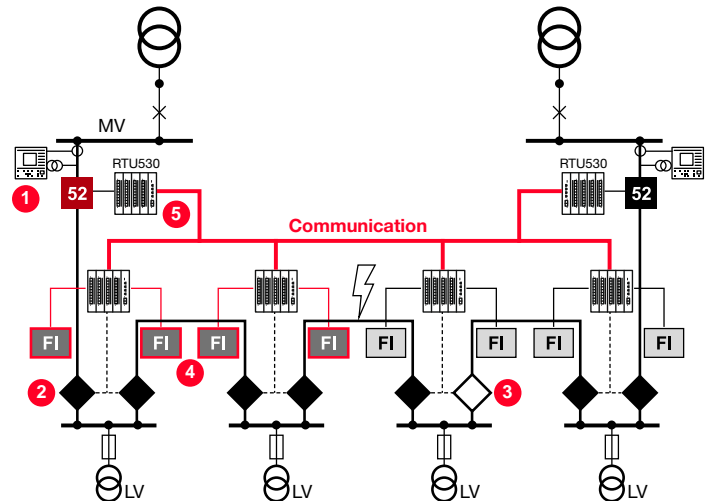 MV
RTU530
RTU530
1
52
5
52
Communication
FI
FI
FI
FI
FI
FI
FI
FI
4
2
3
LV
LV
LV
LV